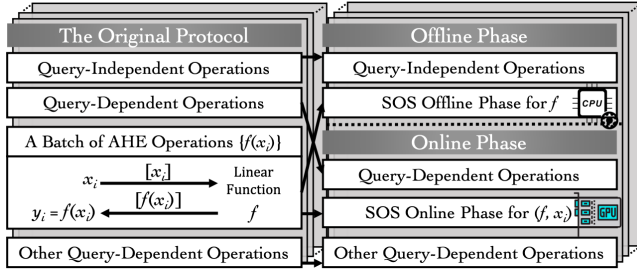 The Original Protocol
Query-Independent Operations
Query-Dependent Operations
A Batch of AHE Operations {f(xᵢ)}
xᵢ [xᵢ] Linear
Function
yᵢ = f(xᵢ) [f(xᵢ)] f
Other Query-Dependent Operations
Offline Phase
Query-Independent Operations
SOS Offline Phase for f CPU
Online Phase
Query-Dependent Operations
SOS Online Phase for (f, xᵢ) GPU
Other Query-Dependent Operations